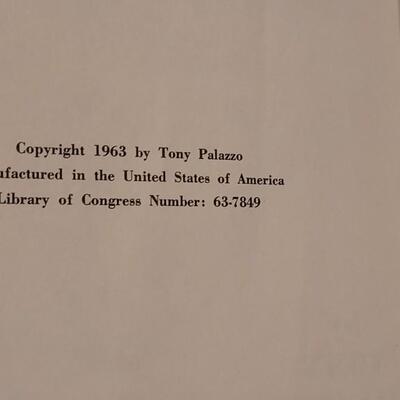 Copyright 1963 by Tony Palazzo
ufactured in the United States of America
Library of Congress Number: 63-7849